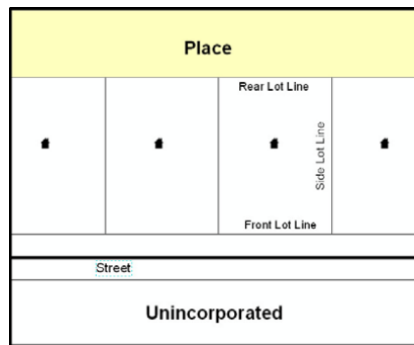 Place
Rear Lot Line
Side Lot Line
Front Lot Line
Street
Unincorporated